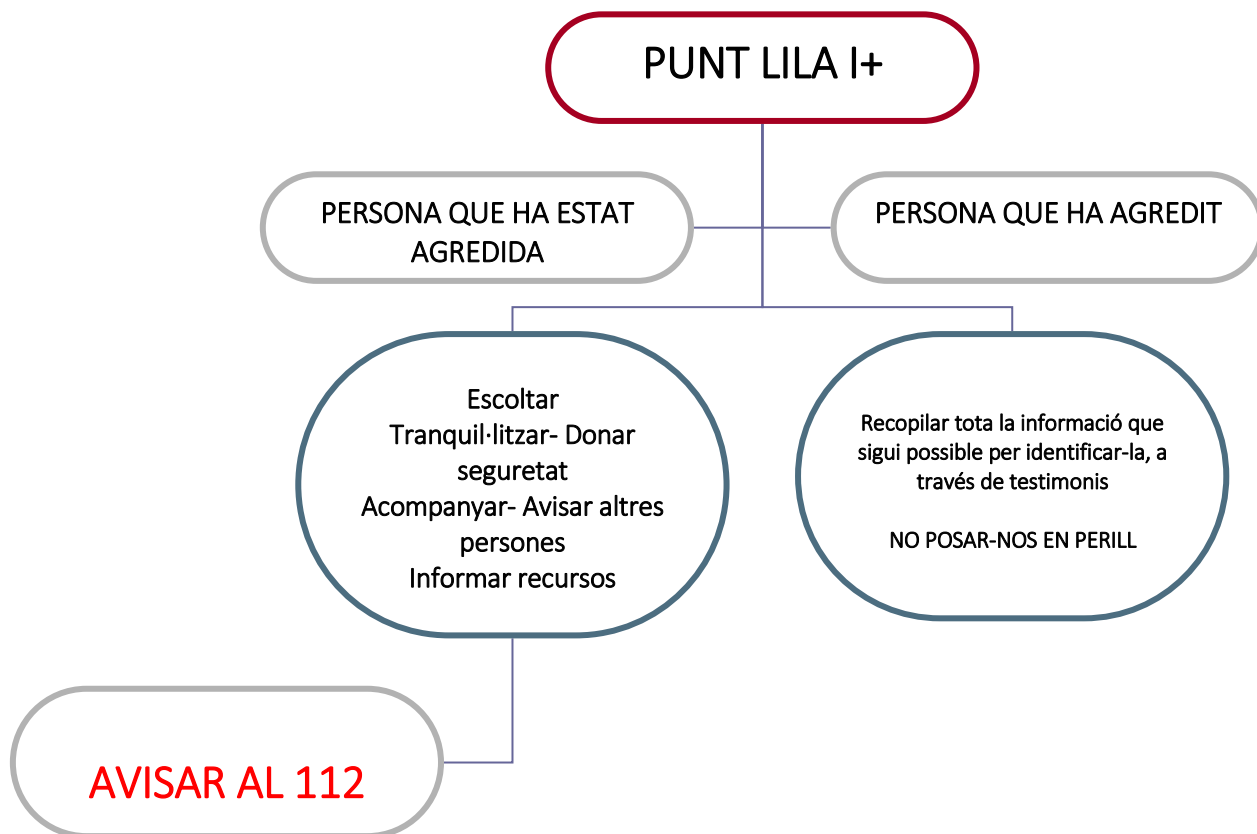 PUNT LILA I+
PERSONA QUE HA ESTAT
AGREDIDA
PERSONA QUE HA AGREDIT
Escoltar
Tranquil·litzar- Donar
seguretat
Acompanyar- Avisar altres
persones
Informar recursos
Recopilar tota la informació que
sigui possible per identificar-la, a
través de testimonis
NO POSAR-NOS EN PERILL
AVISAR AL 112